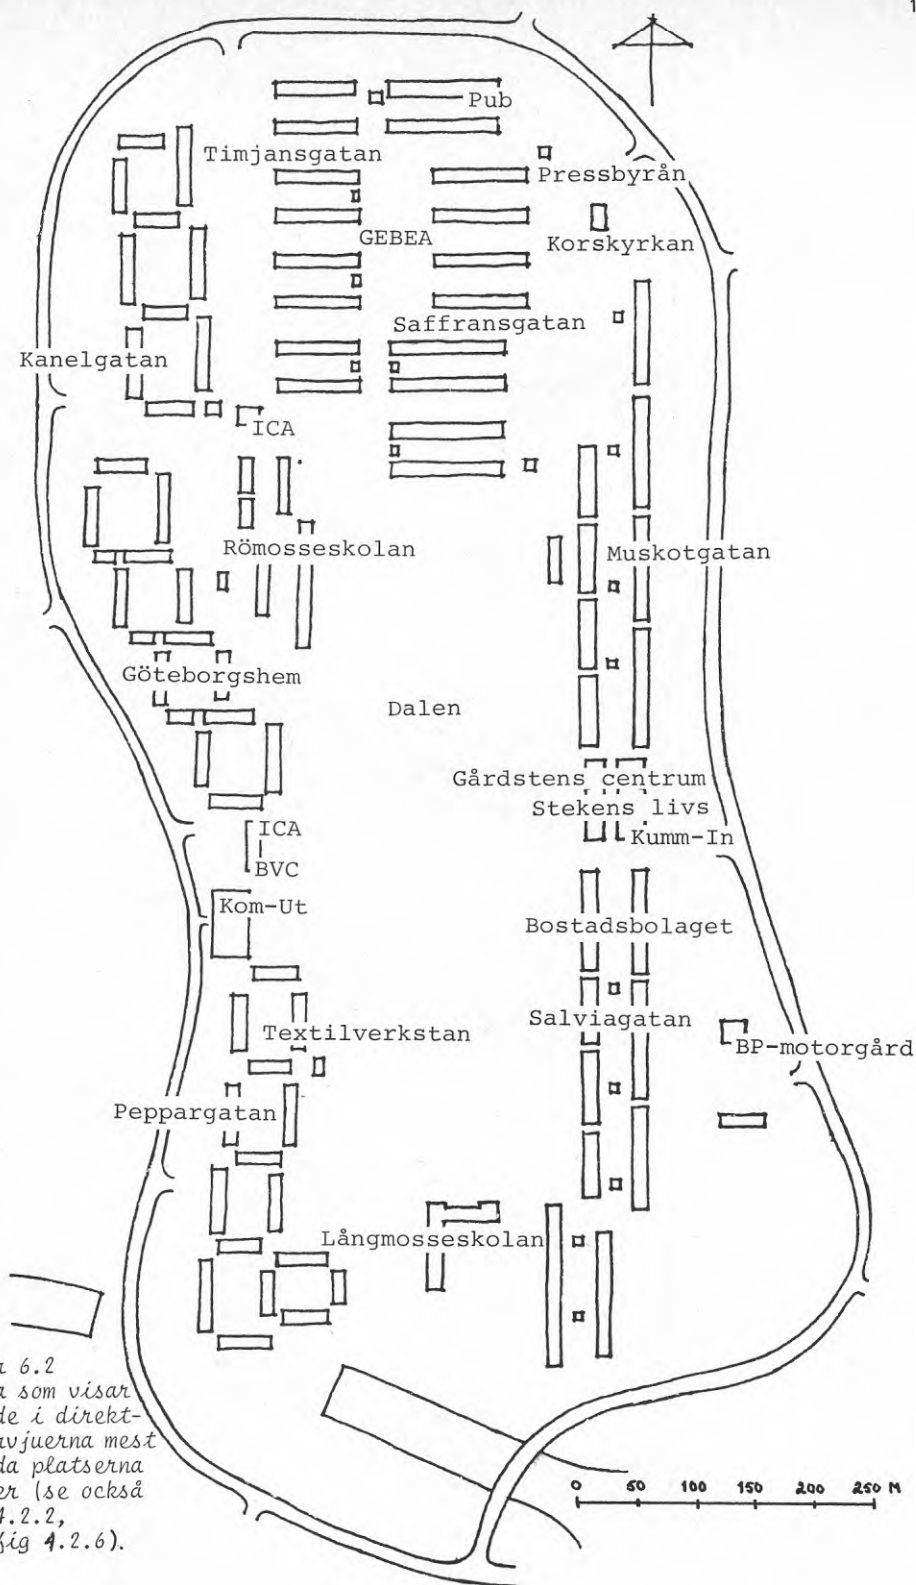 1
Pub
Timjansgatan
Pressbyrån
GEBEA
Korskyrkan
Saffransgatan
Kanelgatan
ICA
Römosseskolan
Muskotgatan
Göteborgshem
Dalen
Gårdstens centrum
Stekens livs
ICA
Kumm-In
BVC
Kom-Ut
Bostadsbolaget
Textilverkstan
Salviagatan
BP-motorgård
Peppargatan
Långmosseskolan
6.2
som visar
de i direkt-
vjuerna mest
da platserna
er (se också
4.2.2,
fig 4.2.6).
0 50 100 150 200 250 M